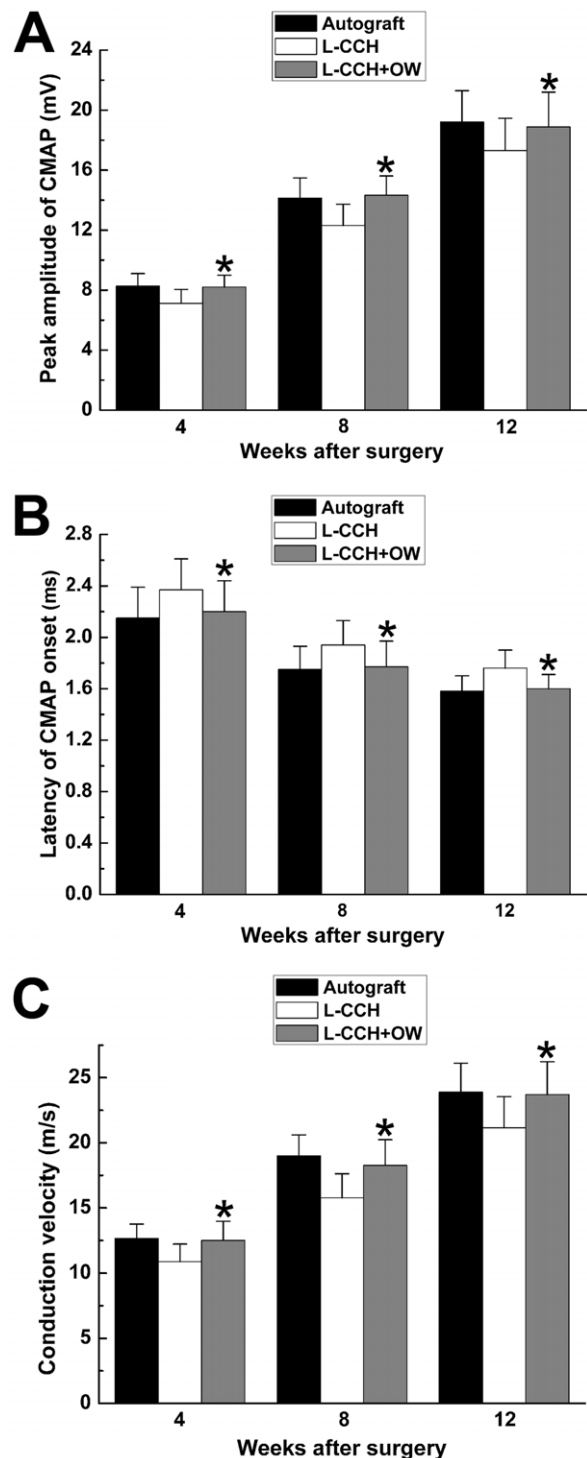 A
Autograft
L-CCH
L-CCH+OW
Peak amplitude of CMAP (mV)
24
20
16
12
8
4
0
*
*
*
4 8 12
Weeks after surgery
B
Autograft
L-CCH
L-CCH+OW
Latency of CMAP onset (ms)
2.8
2.4
2.0
1.6
1.2
0.8
0.4
0.0
*
*
*
4 8 12
Weeks after surgery
C
Autograft
L-CCH
L-CCH+OW
Conduction velocity (m/s)
25
20
15
10
5
0
*
*
*
4 8 12
Weeks after surgery